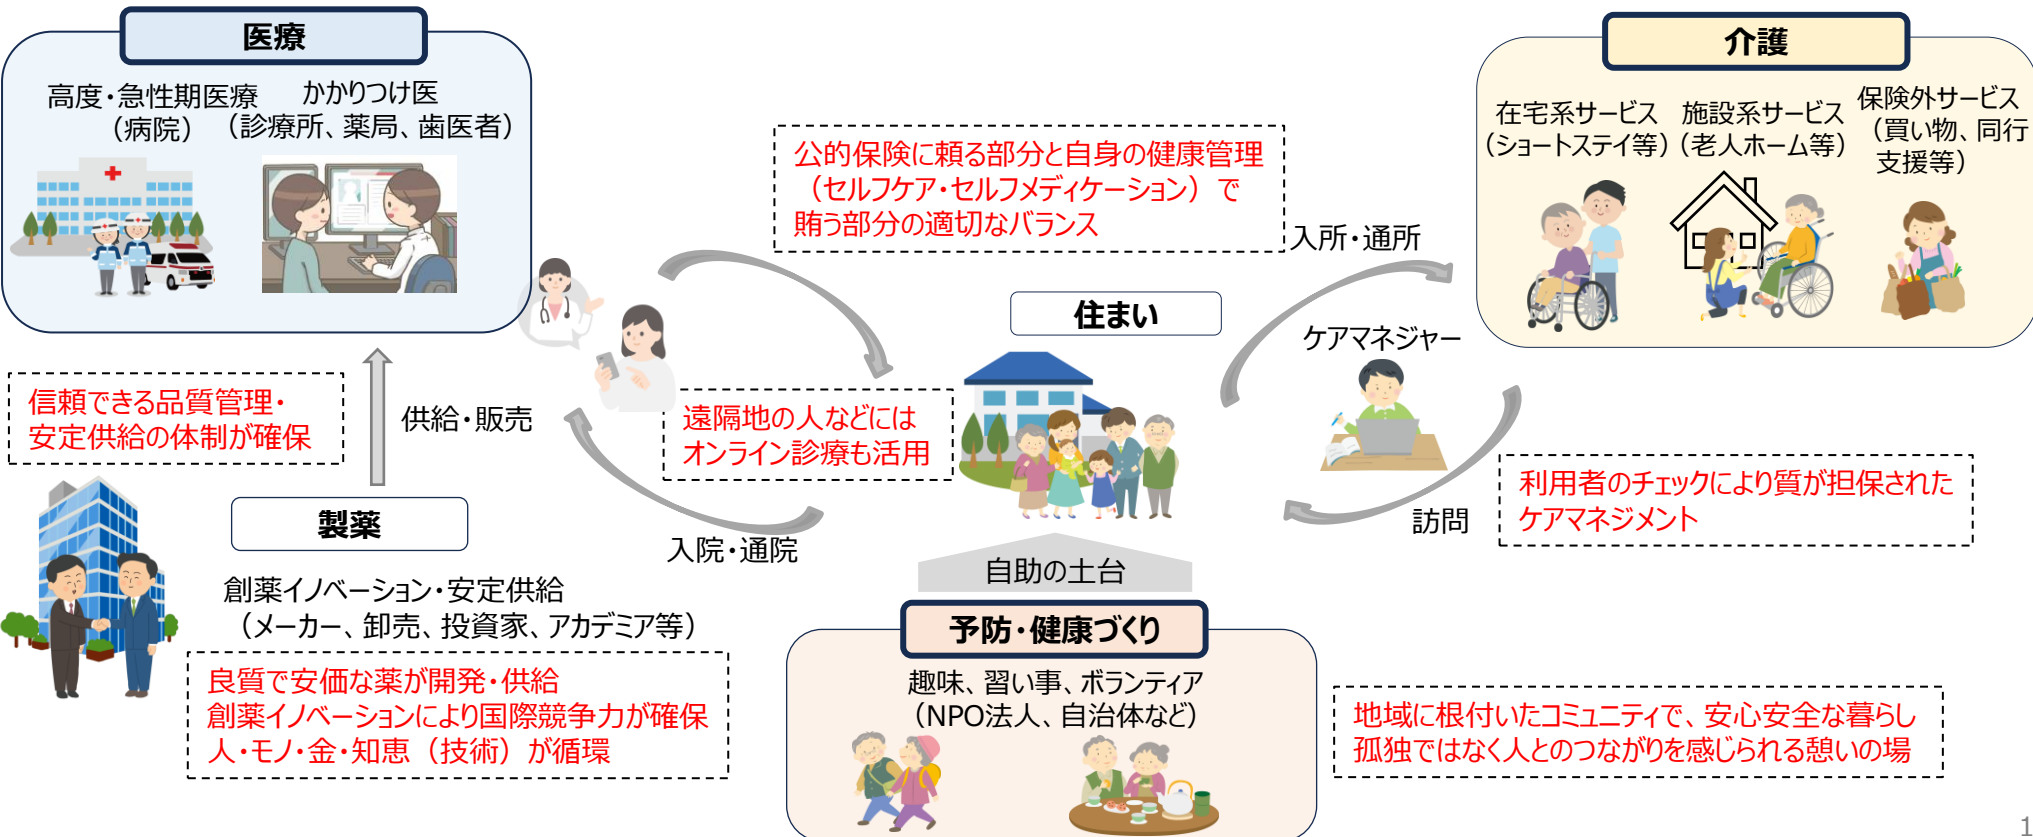 医療
高度・急性期医療
（病院）
かかりつけ医
（診療所、薬局、歯医者）
公的保険に頼る部分と自身の健康管理
（セルフケア・セルフメディケーション）で
賄う部分の適切なバランス
介護
在宅系サービス
（ショートステイ等）
施設系サービス
（老人ホーム等）
保険外サービス
（買い物、同行
支援等）
入所・通所
住まい
ケアマネジャー
信頼できる品質管理・
安定供給の体制が確保
供給・販売
遠隔地の人などには
オンライン診療も活用
利用者のチェックにより質が担保された
ケアマネジメント
訪問
製薬
入院・通院
創薬イノベーション・安定供給
（メーカー、卸売、投資家、アカデミア等）
良質で安価な薬が開発・供給
創薬イノベーションにより国際競争力が確保
人・モノ・金・知恵（技術）が循環
自助の土台
予防・健康づくり
趣味、習い事、ボランティア
（NPO法人、自治体など）
地域に根付いたコミュニティで、安心安全な暮らし
孤独ではなく人とのつながりを感じられる憩いの場
1